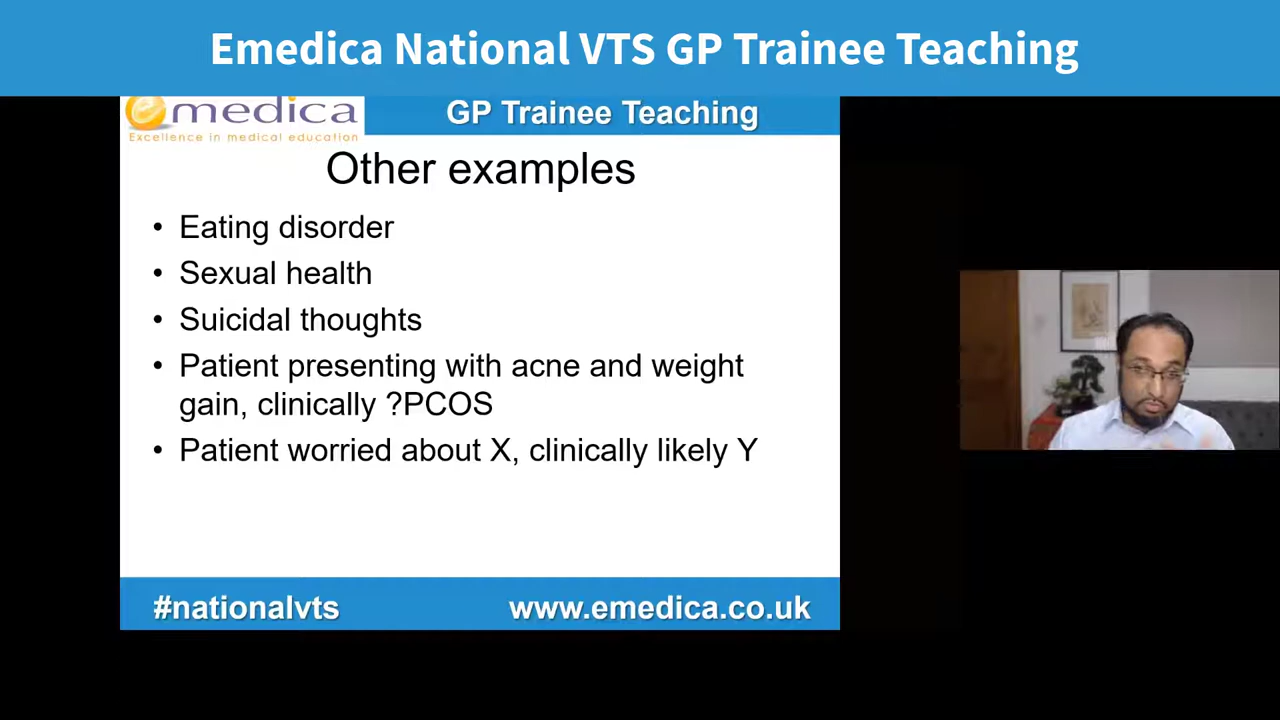 Emedica National VTS GP Trainee Teaching
emedica
Excellence in medical education
GP Trainee Teaching
Other examples
• Eating disorder
• Sexual health
• Suicidal thoughts
• Patient presenting with acne and weight
gain, clinically ?PCOS
• Patient worried about X, clinically likely Y
#nationalvts
www.emedica.co.uk